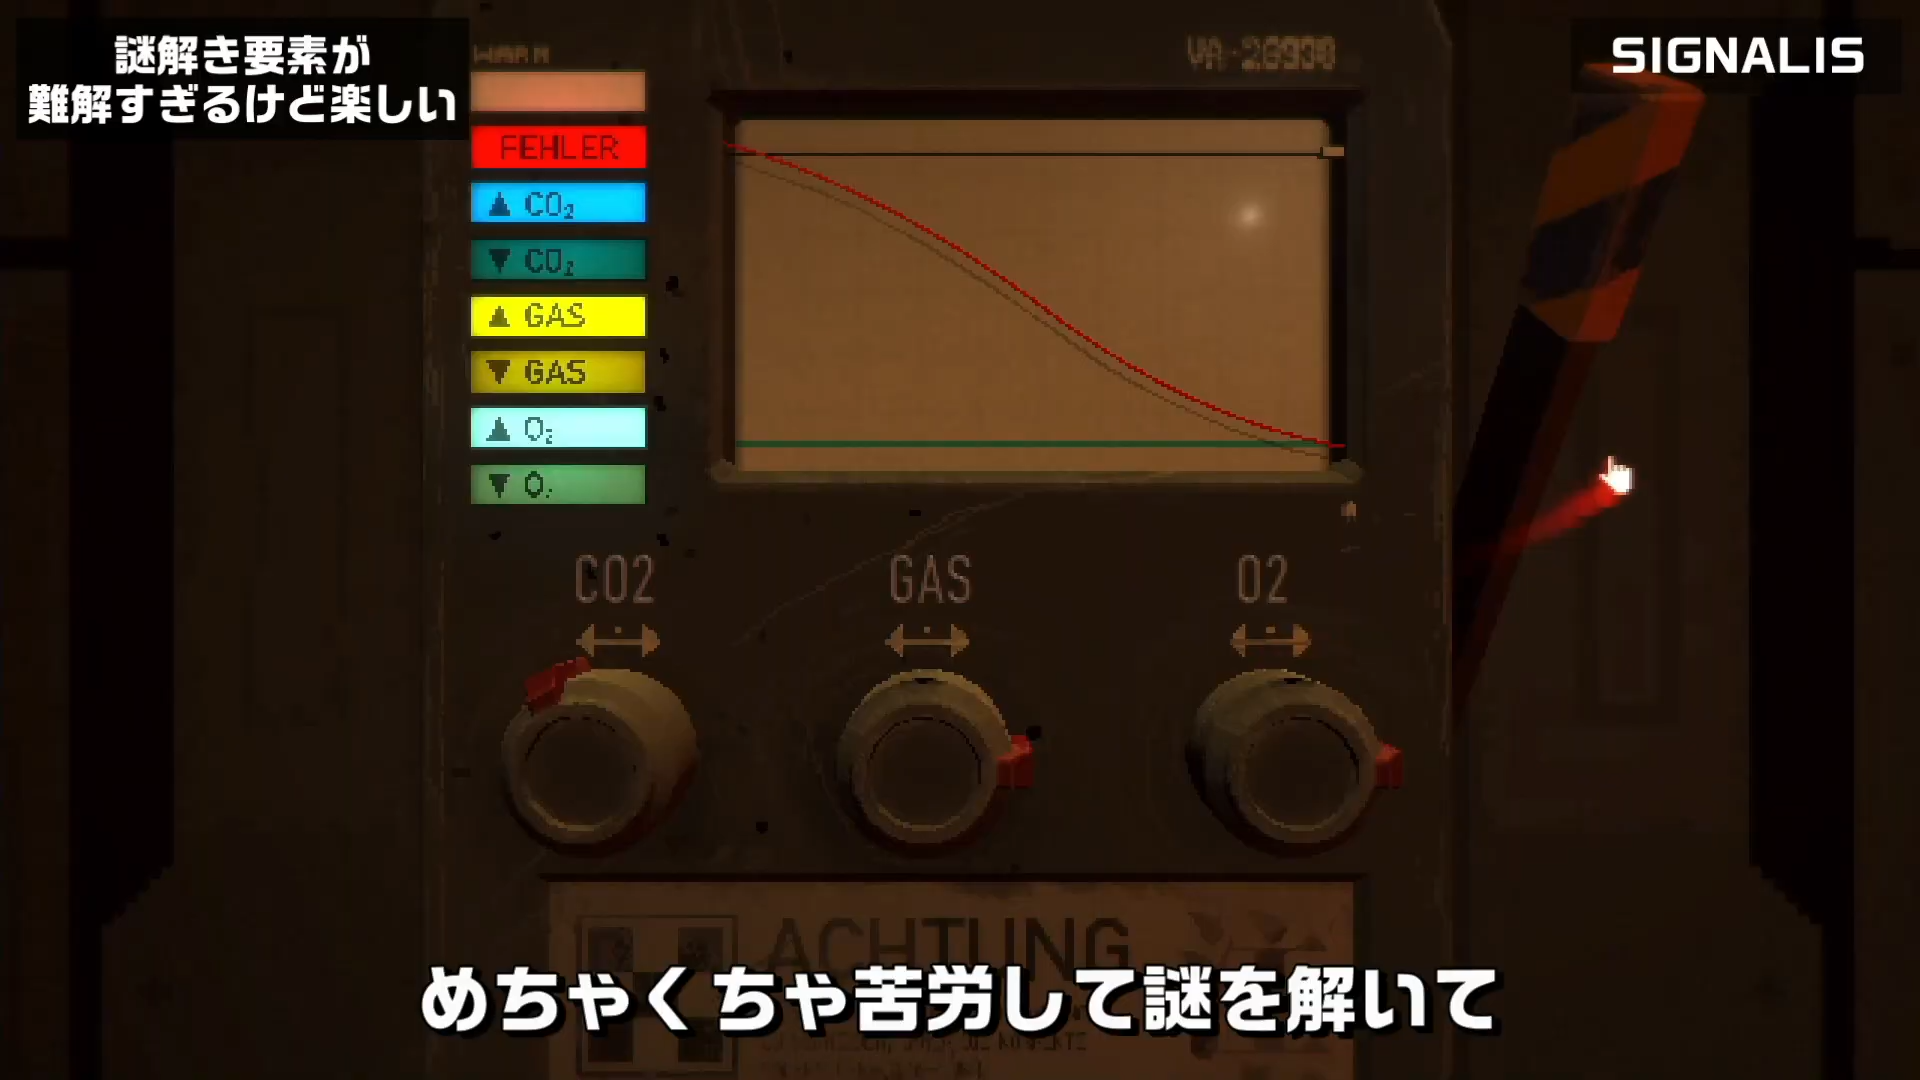 謎解き要素が
難解すぎるけど楽しい
SIGNALIS
WARN
FEHLER
▲ CO₂
▼ CO₂
▲ GAS
▼ GAS
▲ O₂
▼ O₂
CO2
GAS
O2
ACHTUNG
めちゃくちゃ苦労して謎を解いて